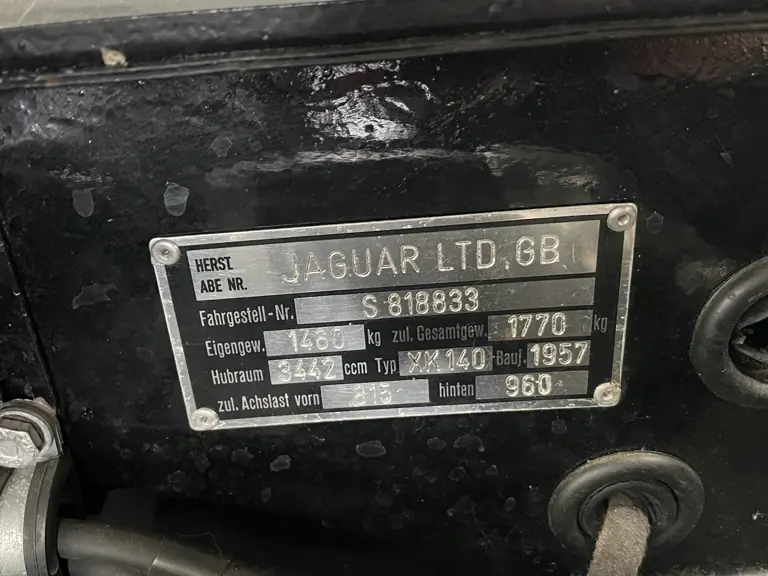 HERST. JAGUAR LTD. GB
ABE NR.
Fahrgestell-Nr. S 818833
Eigengew. 1460 kg zul. Gesamtgew. 1770 kg
Hubraum 3442 ccm Typ XK 140 -Bauj. 1957
zul. Achslast vorn 815 hinten 960